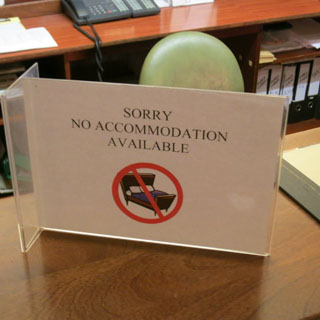 SORRY
NO ACCOMMODATION
AVAILABLE